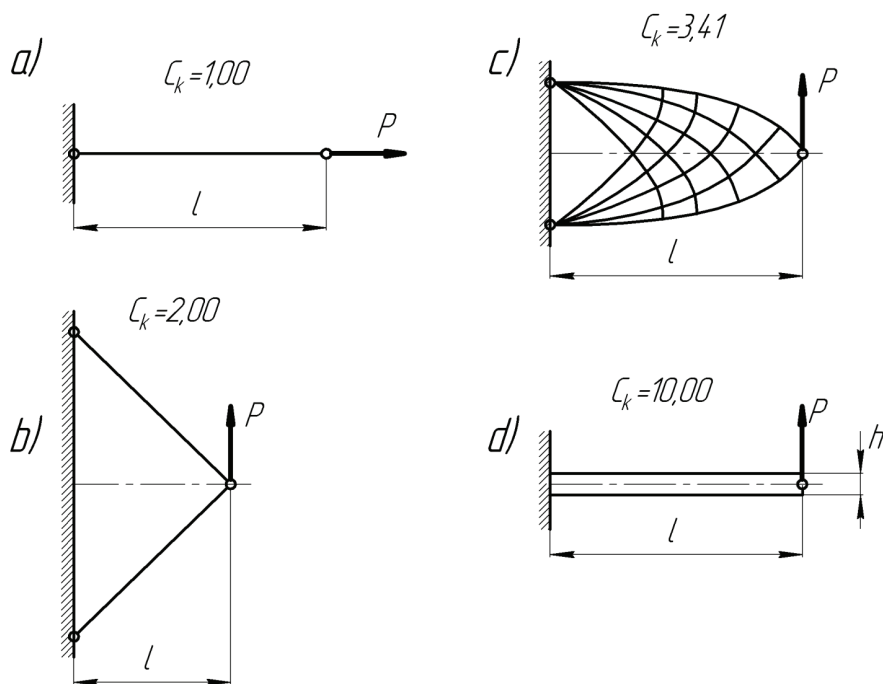 a)
C_k=1,00
P
l
b)
C_k=2,00
P
l
c)
C_k=3,41
P
l
d)
C_k=10,00
P
h
l